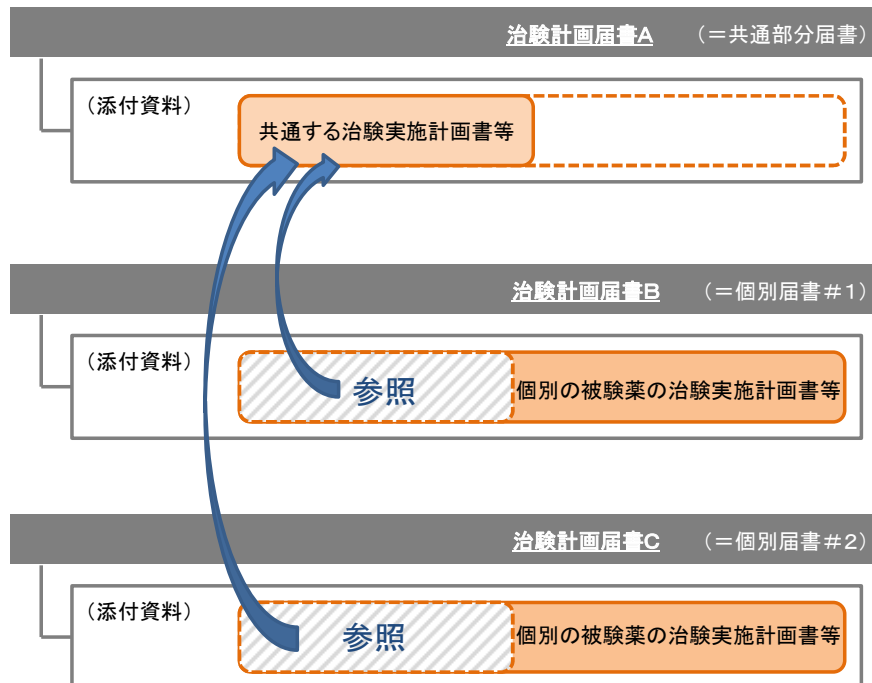 治験計画届書A （＝共通部分届書）
（添付資料）
共通する治験実施計画書等
治験計画届書B （＝個別届書＃１）
（添付資料）
参照 個別の被験薬の治験実施計画書等
治験計画届書C （＝個別届書＃２）
（添付資料）
参照 個別の被験薬の治験実施計画書等